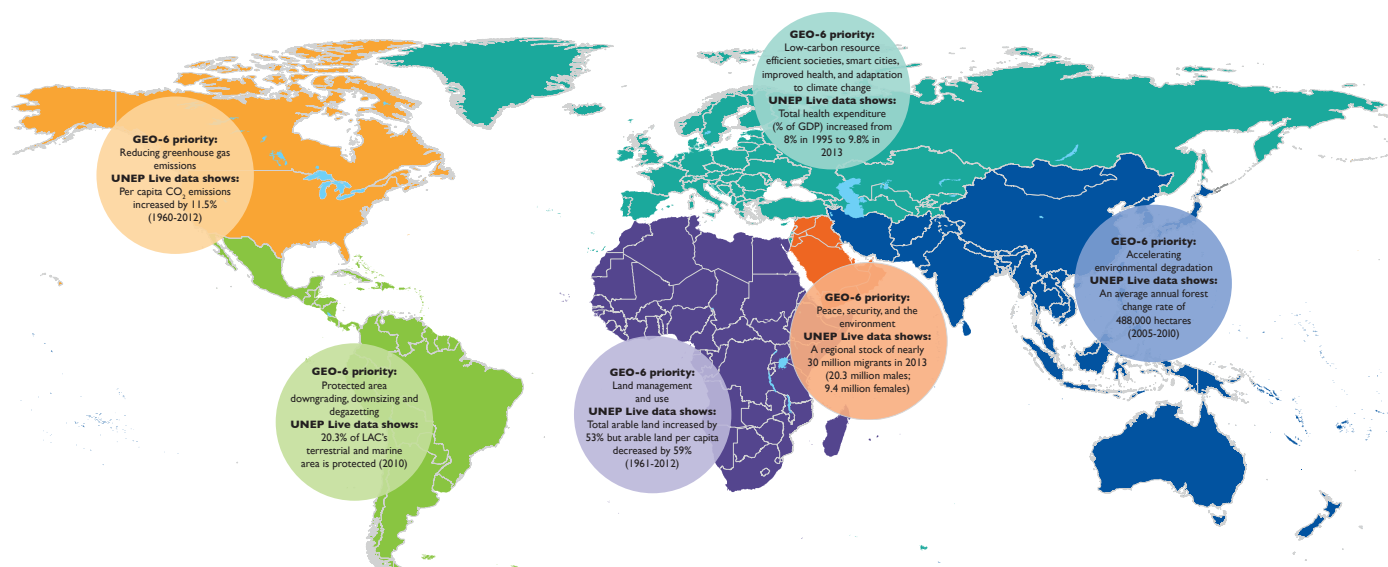 GEO-6 priority:
Low-carbon resource
efficient societies, smart cities,
improved health, and adaptation
to climate change
UNEP Live data shows:
Total health expenditure
(% of GDP) increased from
8% in 1995 to 9.8% in
2013
GEO-6 priority:
Reducing greenhouse gas
emissions
UNEP Live data shows:
Per capita CO₂ emissions
increased by 11.5%
(1960-2012)
GEO-6 priority:
Accelerating
environmental degradation
UNEP Live data shows:
An average annual forest
change rate of
488,000 hectares
(2005-2010)
GEO-6 priority:
Peace, security, and the
environment
UNEP Live data shows:
A regional stock of nearly
30 million migrants in 2013
(20.3 million males;
9.4 million females)
GEO-6 priority:
Protected area
downgrading, downsizing and
degazetting
UNEP Live data shows:
20.3% of LAC's
terrestrial and marine
area is protected (2010)
GEO-6 priority:
Land management
and use
UNEP Live data shows:
Total arable land increased by
53% but arable land per capita
decreased by 59%
(1961-2012)